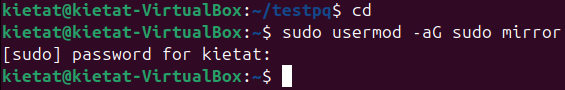 kietat@kietat-VirtualBox:~/testpq$ cd
kietat@kietat-VirtualBox:~$ sudo usermod -aG sudo mirror
[sudo] password for kietat:
kietat@kietat-VirtualBox:~$